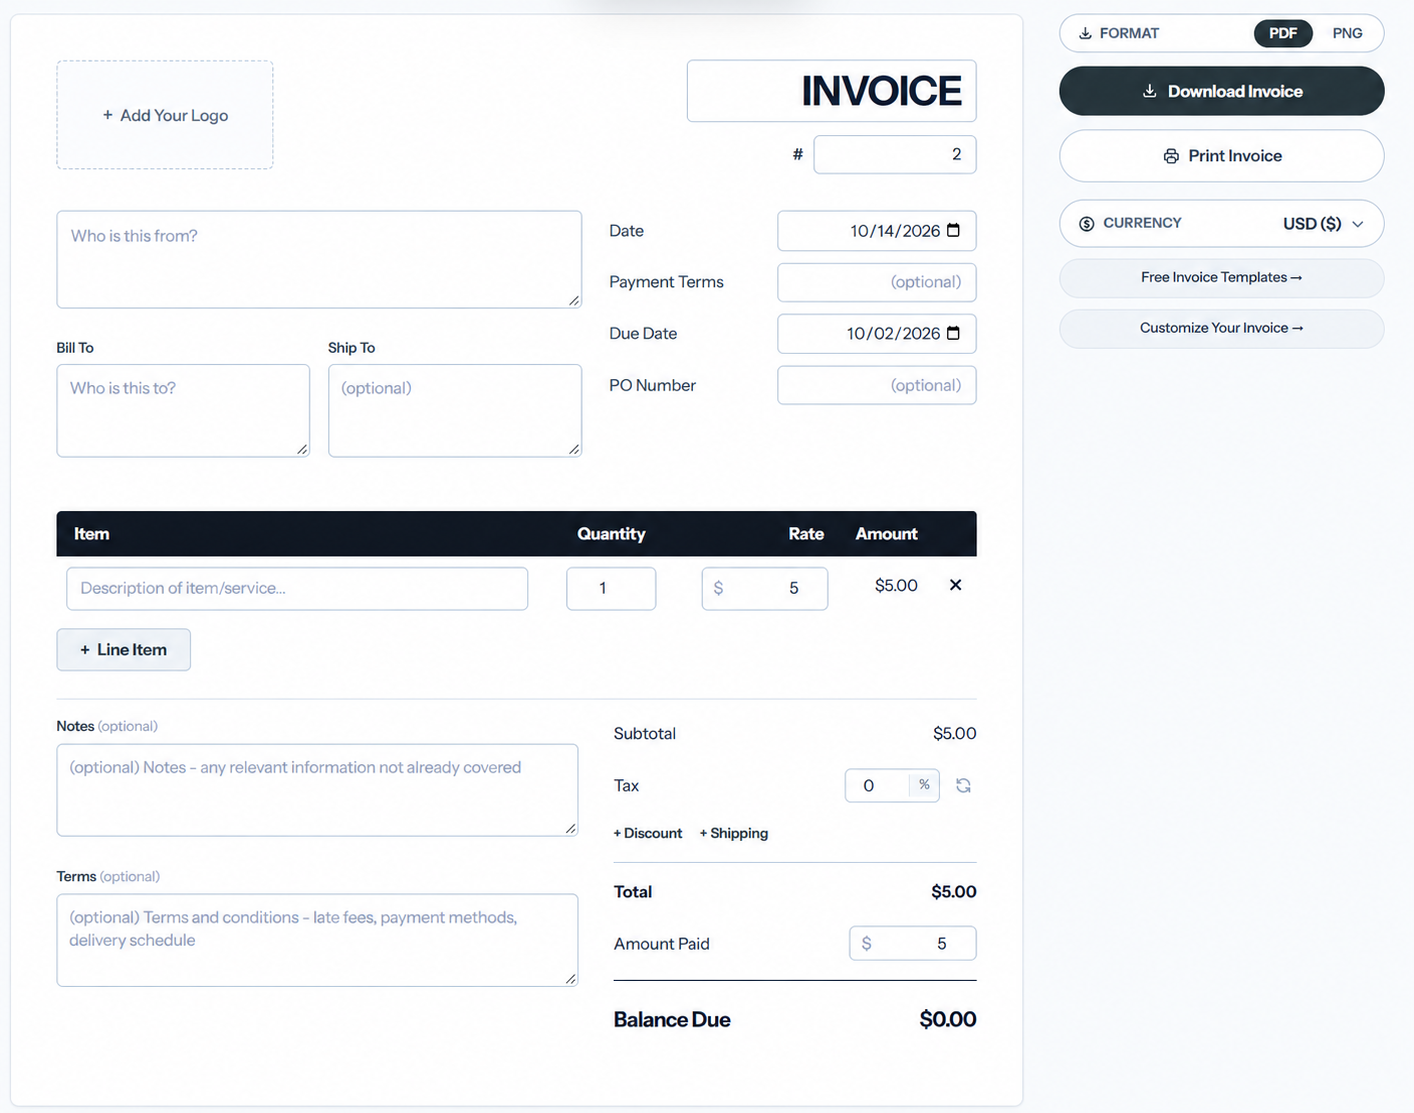 + Add Your Logo
INVOICE
# 2
Who is this from?
Date 10/14/2026
Payment Terms (optional)
Due Date 10/02/2026
PO Number (optional)
Bill To
Who is this to?
Ship To
(optional)
Item Quantity Rate Amount
Description of item/service... 1 $ 5 $5.00 ×
+ Line Item
Notes (optional)
(optional) Notes - any relevant information not already covered
Terms (optional)
(optional) Terms and conditions - late fees, payment methods,
delivery schedule
Subtotal $5.00
Tax 0 %
+ Discount + Shipping
Total $5.00
Amount Paid $ 5
Balance Due $0.00
FORMAT PDF PNG
Download Invoice
Print Invoice
CURRENCY USD ($)
Free Invoice Templates →
Customize Your Invoice →